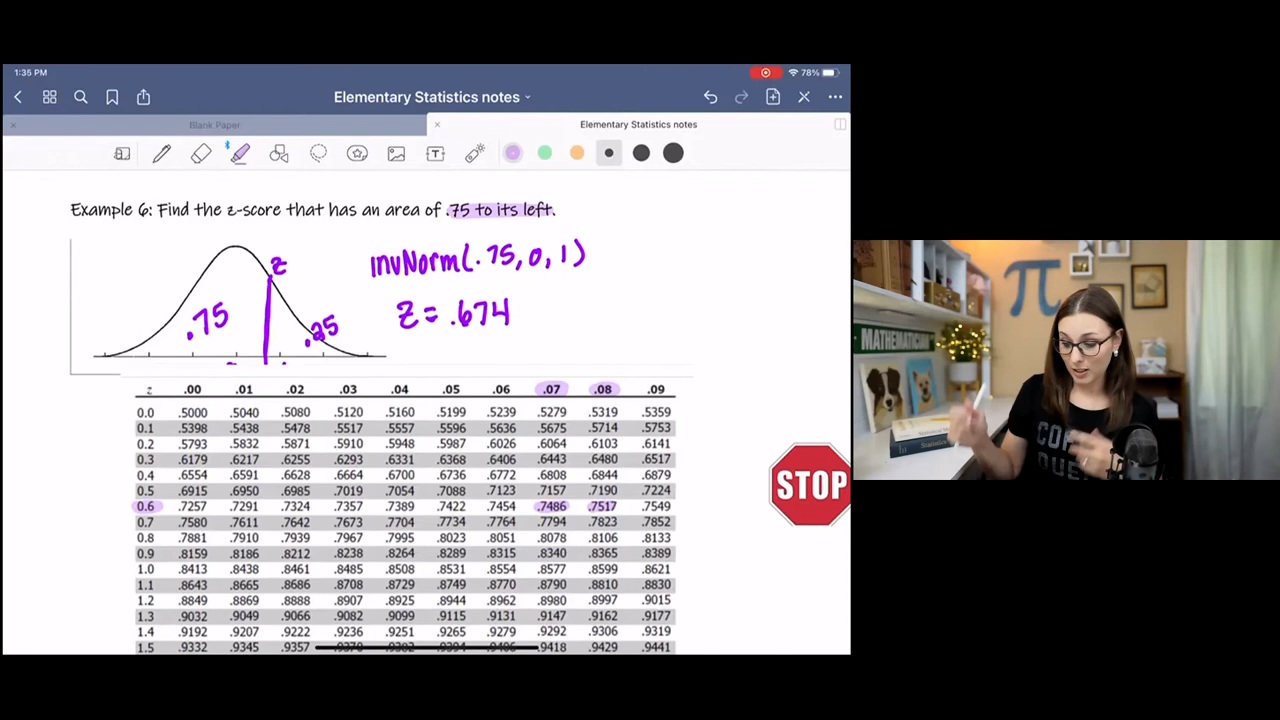 1:35 PM
78%
Elementary Statistics notes
Blank Paper
Elementary Statistics notes
T
Example 6: Find the z-score that has an area of .75 to its left.
z
.75
.25
invNorm(.75, 0, 1)
z = .674
z .00 .01 .02 .03 .04 .05 .06 .07 .08 .09
0.0 .5000 .5040 .5080 .5120 .5160 .5199 .5239 .5279 .5319 .5359
0.1 .5398 .5438 .5478 .5517 .5557 .5596 .5636 .5675 .5714 .5753
0.2 .5793 .5832 .5871 .5910 .5948 .5987 .6026 .6064 .6103 .6141
0.3 .6179 .6217 .6255 .6293 .6331 .6368 .6406 .6443 .6480 .6517
0.4 .6554 .6591 .6628 .6664 .6700 .6736 .6772 .6808 .6844 .6879
0.5 .6915 .6950 .6985 .7019 .7054 .7088 .7123 .7157 .7190 .7224
0.6 .7257 .7291 .7324 .7357 .7389 .7422 .7454 .7486 .7517 .7549
0.7 .7580 .7611 .7642 .7673 .7704 .7734 .7764 .7794 .7823 .7852
0.8 .7881 .7910 .7939 .7967 .7995 .8023 .8051 .8078 .8106 .8133
0.9 .8159 .8186 .8212 .8238 .8264 .8289 .8315 .8340 .8365 .8389
1.0 .8413 .8438 .8461 .8485 .8508 .8531 .8554 .8577 .8599 .8621
1.1 .8643 .8665 .8686 .8708 .8729 .8749 .8770 .8790 .8810 .8830
1.2 .8849 .8869 .8888 .8907 .8925 .8944 .8962 .8980 .8997 .9015
1.3 .9032 .9049 .9066 .9082 .9099 .9115 .9131 .9147 .9162 .9177
1.4 .9192 .9207 .9222 .9236 .9251 .9265 .9279 .9292 .9306 .9319
1.5 .9332 .9345 .9357 .9418 .9429 .9441
STOP
π
MATHEMATICIAN